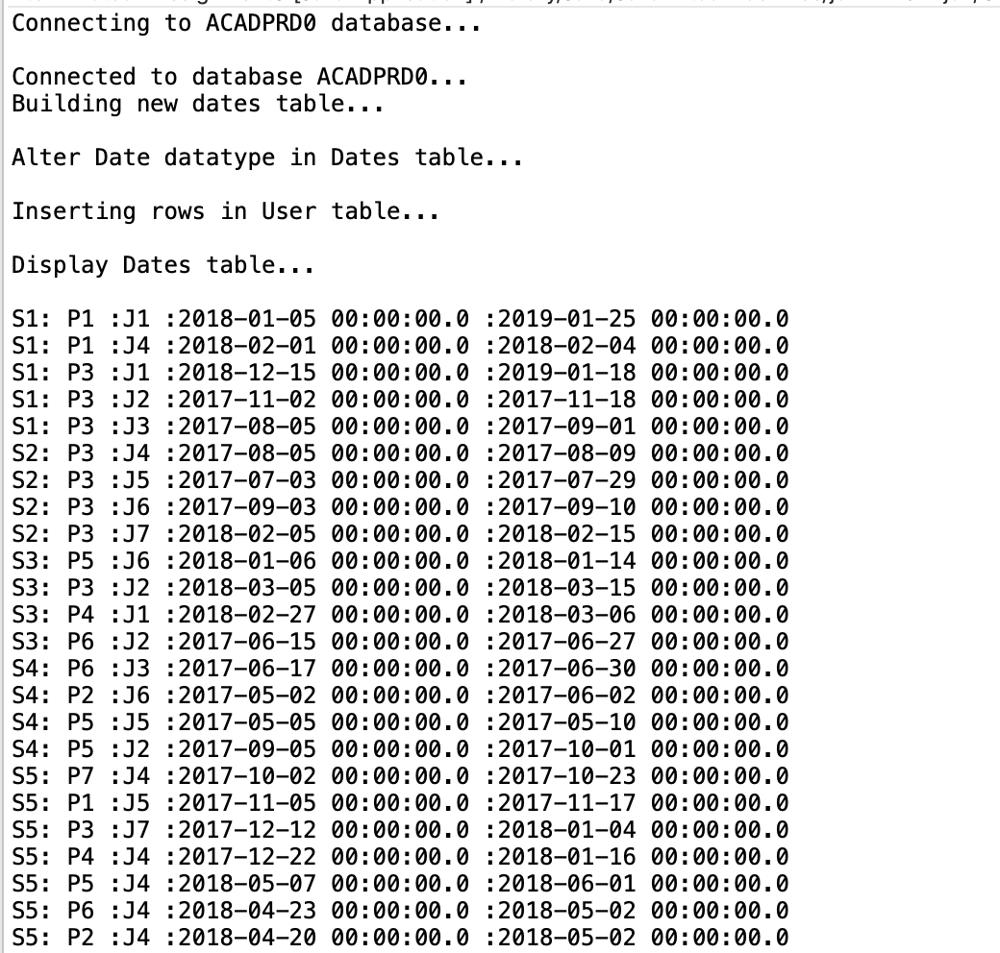 Connecting to ACADPRD0 database...
Connected to database ACADPRD0...
Building new dates table...
Alter Date datatype in Dates table...
Inserting rows in User table...
Display Dates table...
S1: P1 :J1 :2018-01-05 00:00:00.0 :2019-01-25 00:00:00.0
S1: P1 :J4 :2018-02-01 00:00:00.0 :2018-02-04 00:00:00.0
S1: P3 :J1 :2018-12-15 00:00:00.0 :2019-01-18 00:00:00.0
S1: P3 :J2 :2017-11-02 00:00:00.0 :2017-11-18 00:00:00.0
S1: P3 :J3 :2017-08-05 00:00:00.0 :2017-09-01 00:00:00.0
S2: P3 :J4 :2017-08-05 00:00:00.0 :2017-08-09 00:00:00.0
S2: P3 :J5 :2017-07-03 00:00:00.0 :2017-07-29 00:00:00.0
S2: P3 :J6 :2017-09-03 00:00:00.0 :2017-09-10 00:00:00.0
S2: P3 :J7 :2018-02-05 00:00:00.0 :2018-02-15 00:00:00.0
S3: P5 :J6 :2018-01-06 00:00:00.0 :2018-01-14 00:00:00.0
S3: P3 :J2 :2018-03-05 00:00:00.0 :2018-03-15 00:00:00.0
S3: P4 :J1 :2018-02-27 00:00:00.0 :2018-03-06 00:00:00.0
S3: P6 :J2 :2017-06-15 00:00:00.0 :2017-06-27 00:00:00.0
S4: P6 :J3 :2017-06-17 00:00:00.0 :2017-06-30 00:00:00.0
S4: P2 :J6 :2017-05-02 00:00:00.0 :2017-06-02 00:00:00.0
S4: P5 :J5 :2017-05-05 00:00:00.0 :2017-05-10 00:00:00.0
S4: P5 :J2 :2017-09-05 00:00:00.0 :2017-10-01 00:00:00.0
S5: P7 :J4 :2017-10-02 00:00:00.0 :2017-10-23 00:00:00.0
S5: P1 :J5 :2017-11-05 00:00:00.0 :2017-11-17 00:00:00.0
S5: P3 :J7 :2017-12-12 00:00:00.0 :2018-01-04 00:00:00.0
S5: P4 :J4 :2017-12-22 00:00:00.0 :2018-01-16 00:00:00.0
S5: P5 :J4 :2018-05-07 00:00:00.0 :2018-06-01 00:00:00.0
S5: P6 :J4 :2018-04-23 00:00:00.0 :2018-05-02 00:00:00.0
S5: P2 :J4 :2018-04-20 00:00:00.0 :2018-05-02 00:00:00.0